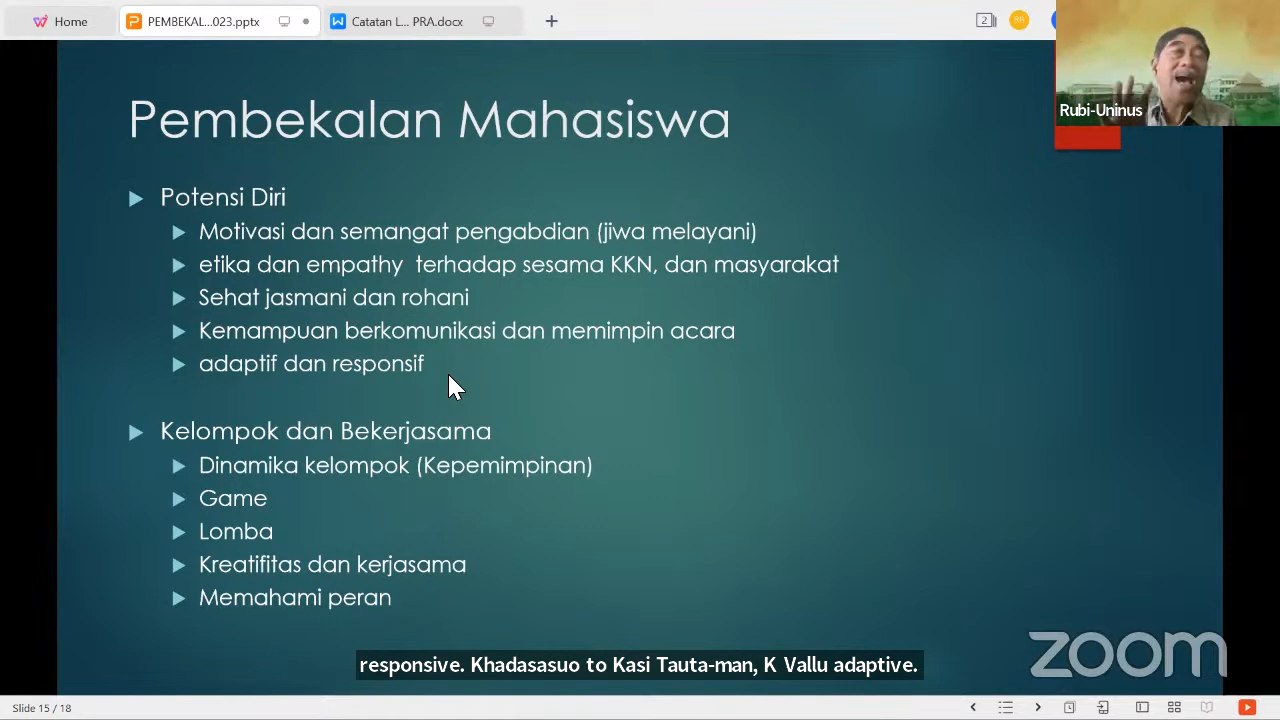 Home
PEMBEKAL...023.pptx
Catatan L... PRA.docx
2
RR
Rubi-Uninus
Pembekalan Mahasiswa
Potensi Diri
Motivasi dan semangat pengabdian (jiwa melayani)
etika dan empathy terhadap sesama KKN, dan masyarakat
Sehat jasmani dan rohani
Kemampuan berkomunikasi dan memimpin acara
adaptif dan responsif
Kelompok dan Bekerjasama
Dinamika kelompok (Kepemimpinan)
Game
Lomba
Kreatifitas dan kerjasama
Memahami peran
responsive. Khadasasuo to Kasi Tauta-man, K Vallu adaptive.
zoom
Slide 15 / 18